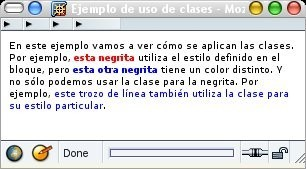 Ejemplo de uso de clases - Moz
En este ejemplo vamos a ver cómo se aplican las clases.
Por ejemplo, esta negrita utiliza el estilo definido en el
bloque, pero esta otra negrita tiene un color distinto. Y
no sólo podemos usar la clase para la negrita. Por
ejemplo, este trozo de línea también utiliza la clase para
su estilo particular.
Done